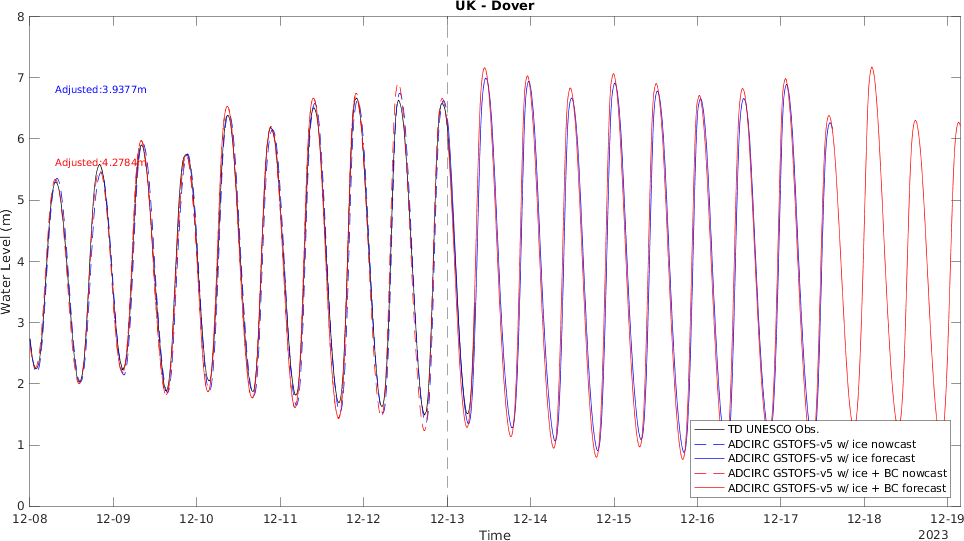 UK - Dover
8
7
6
5
4
3
2
1
0
Water Level (m)
Adjusted:3.9377m
Adjusted:4.2784m
TD UNESCO Obs.
ADCIRC GSTOFS-v5 w/ ice nowcast
ADCIRC GSTOFS-v5 w/ ice forecast
ADCIRC GSTOFS-v5 w/ ice + BC nowcast
ADCIRC GSTOFS-v5 w/ ice + BC forecast
12-08 12-09 12-10 12-11 12-12 12-13 12-14 12-15 12-16 12-17 12-18 12-19
Time
2023